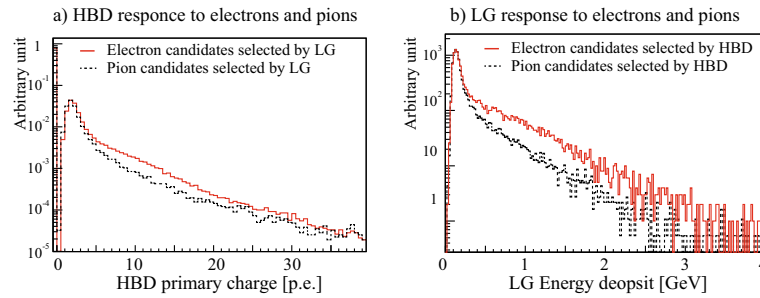 a) HBD responce to electrons and pions
Arbitrary unit
1
10-1
10-2
10-3
10-4
10-5
Electron candidates selected by LG
Pion candidates selected by LG
0 10 20 30
HBD primary charge [p.e.]
b) LG response to electrons and pions
Arbitrary unit
103
102
10
1
Electron candidates selected by HBD
Pion candidates selected by HBD
0 1 2 3 4
LG Energy deopsit [GeV]